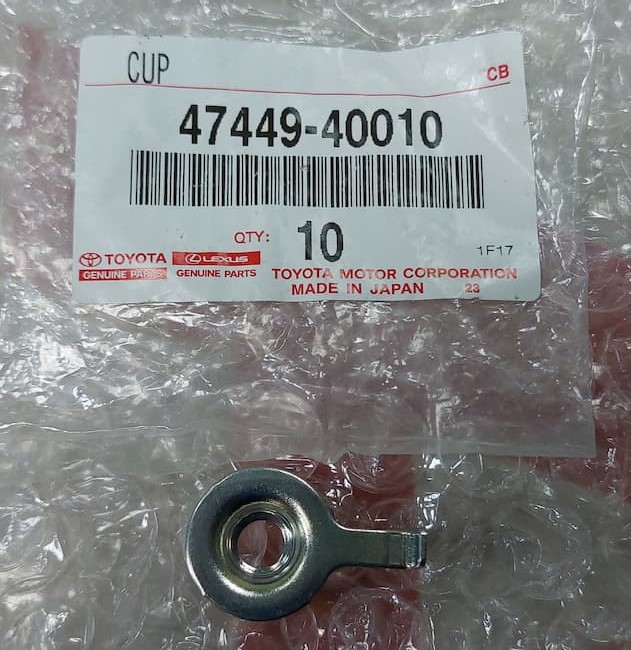 CUP
CB
47449-40010
QTY: 10
1F17
TOYOTA LEXUS
GENUINE PARTS GENUINE PARTS
TOYOTA MOTOR CORPORATION
MADE IN JAPAN 23